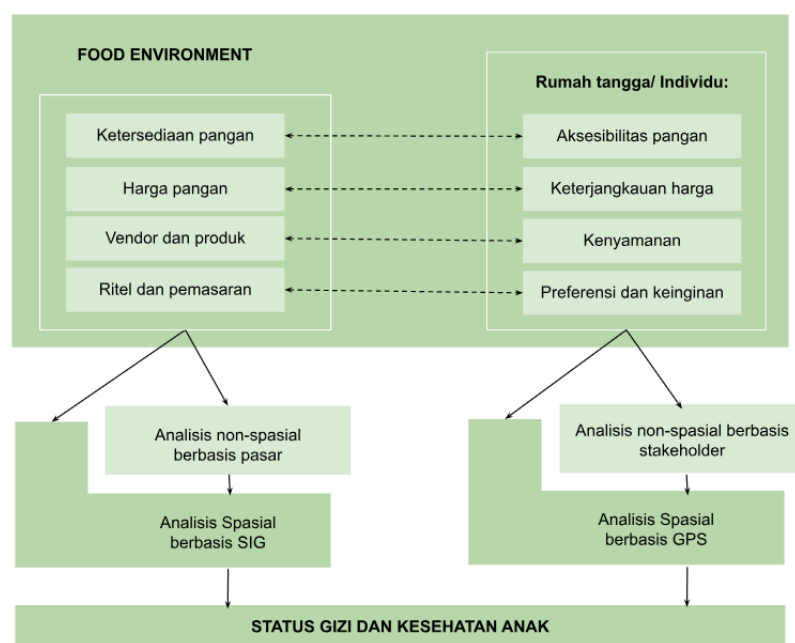 FOOD ENVIRONMENT
Ketersediaan pangan
Harga pangan
Vendor dan produk
Ritel dan pemasaran
Rumah tangga/ Individu:
Aksesibilitas pangan
Keterjangkauan harga
Kenyamanan
Preferensi dan keinginan
Analisis non-spasial
berbasis pasar
Analisis Spasial
berbasis SIG
Analisis non-spasial berbasis
stakeholder
Analisis Spasial
berbasis GPS
STATUS GIZI DAN KESEHATAN ANAK